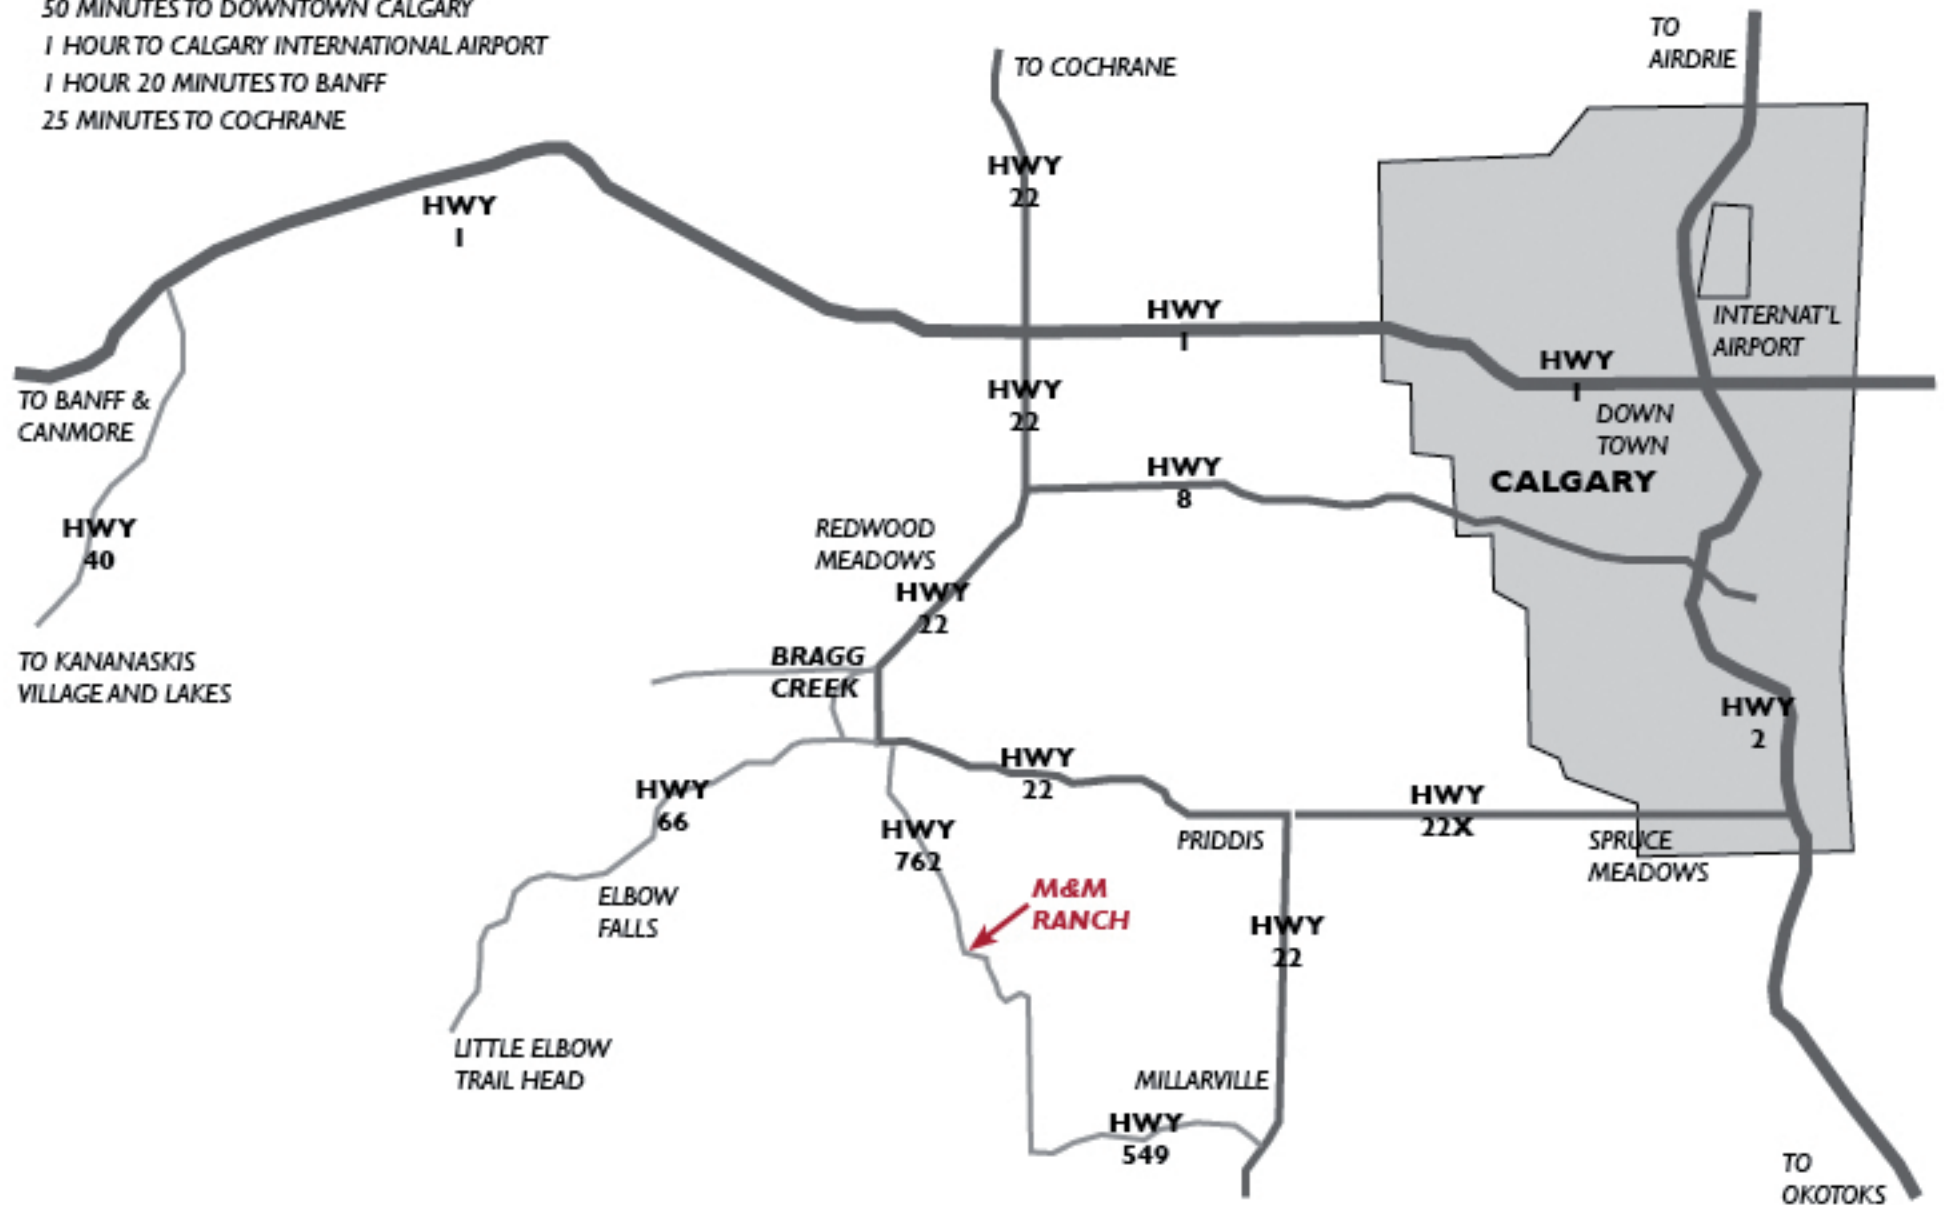 50 MINUTES TO DOWNTOWN CALGARY
1 HOUR TO CALGARY INTERNATIONAL AIRPORT
1 HOUR 20 MINUTES TO BANFF
25 MINUTES TO COCHRANE
TO COCHRANE
TO
AIRDRIE
HWY
22
HWY
1
HWY
1
INTERNAT'L
AIRPORT
HWY
1
DOWN
TOWN
CALGARY
TO BANFF &
CANMORE
HWY
22
HWY
8
HWY
40
REDWOOD
MEADOWS
HWY
22
TO KANANASKIS
VILLAGE AND LAKES
BRAGG
CREEK
HWY
2
HWY
22
HWY
66
HWY
762
PRIDDIS
HWY
22X
SPRUCE
MEADOWS
ELBOW
FALLS
M&M
RANCH
HWY
22
LITTLE ELBOW
TRAIL HEAD
MILLARVILLE
HWY
549
TO
OKOTOKS